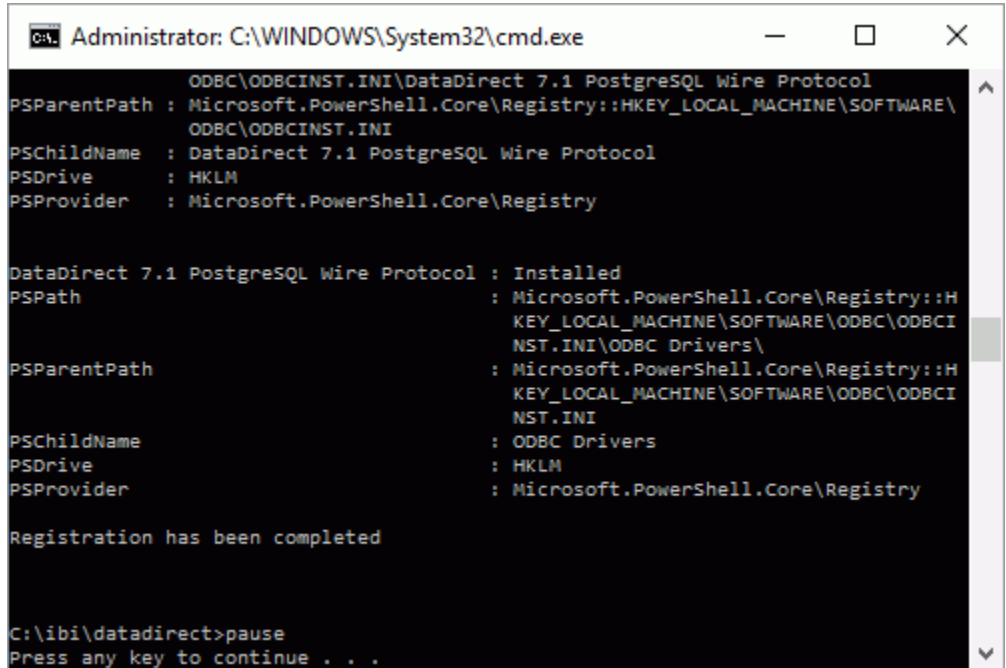 Administrator: C:\WINDOWS\System32\cmd.exe
ODBC\ODBCINST.INI\DataDirect 7.1 PostgreSQL Wire Protocol
PSParentPath : Microsoft.PowerShell.Core\Registry::HKEY_LOCAL_MACHINE\SOFTWARE\
ODBC\ODBCINST.INI
PSChildName : DataDirect 7.1 PostgreSQL Wire Protocol
PSDrive : HKLM
PSProvider : Microsoft.PowerShell.Core\Registry
DataDirect 7.1 PostgreSQL Wire Protocol : Installed
PSPath : Microsoft.PowerShell.Core\Registry::H
KEY_LOCAL_MACHINE\SOFTWARE\ODBC\ODBCI
NST.INI\ODBC Drivers\
PSParentPath : Microsoft.PowerShell.Core\Registry::H
KEY_LOCAL_MACHINE\SOFTWARE\ODBC\ODBCI
NST.INI
PSChildName : ODBC Drivers
PSDrive : HKLM
PSProvider : Microsoft.PowerShell.Core\Registry
Registration has been completed
C:\ibi\datadirect>pause
Press any key to continue . . .